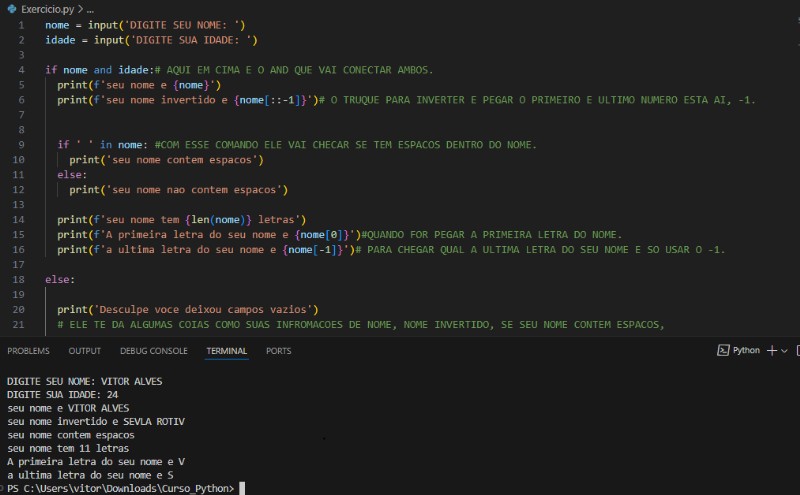 Exercicio.py > ...
1 nome = input('DIGITE SEU NOME: ')
2 idade = input('DIGITE SUA IDADE: ')
3
4 if nome and idade:# AQUI EM CIMA E O AND QUE VAI CONECTAR AMBOS.
5 print(f'seu nome e {nome}')
6 print(f'seu nome invertido e {nome[::-1]}')# O TRUQUE PARA INVERTER E PEGAR O PRIMEIRO E ULTIMO NUMERO ESTA AI, -1.
7
8
9 if ' ' in nome: #COM ESSE COMANDO ELE VAI CHECAR SE TEM ESPACOS DENTRO DO NOME.
10 print('seu nome contem espacos')
11 else:
12 print('seu nome nao contem espacos')
13
14 print(f'seu nome tem {len(nome)} letras')
15 print(f'A primeira letra do seu nome e {nome[0]}')#QUANDO FOR PEGAR A PRIMEIRA LETRA DO NOME.
16 print(f'a ultima letra do seu nome e {nome[-1]}')# PARA CHEGAR QUAL A ULTIMA LETRA DO SEU NOME E SO USAR O -1.
17
18 else:
19
20 print('Desculpe voce deixou campos vazios')
21 # ELE TE DA ALGUMAS COIAS COMO SUAS INFROMACOES DE NOME, NOME INVERTIDO, SE SEU NOME CONTEM ESPACOS,
PROBLEMS OUTPUT DEBUG CONSOLE TERMINAL PORTS Python
DIGITE SEU NOME: VITOR ALVES
DIGITE SUA IDADE: 24
seu nome e VITOR ALVES
seu nome invertido e SEVLA ROTIV
seu nome contem espacos
seu nome tem 11 letras
A primeira letra do seu nome e V
a ultima letra do seu nome e S
PS C:\Users\vitor\Downloads\Curso_Python>